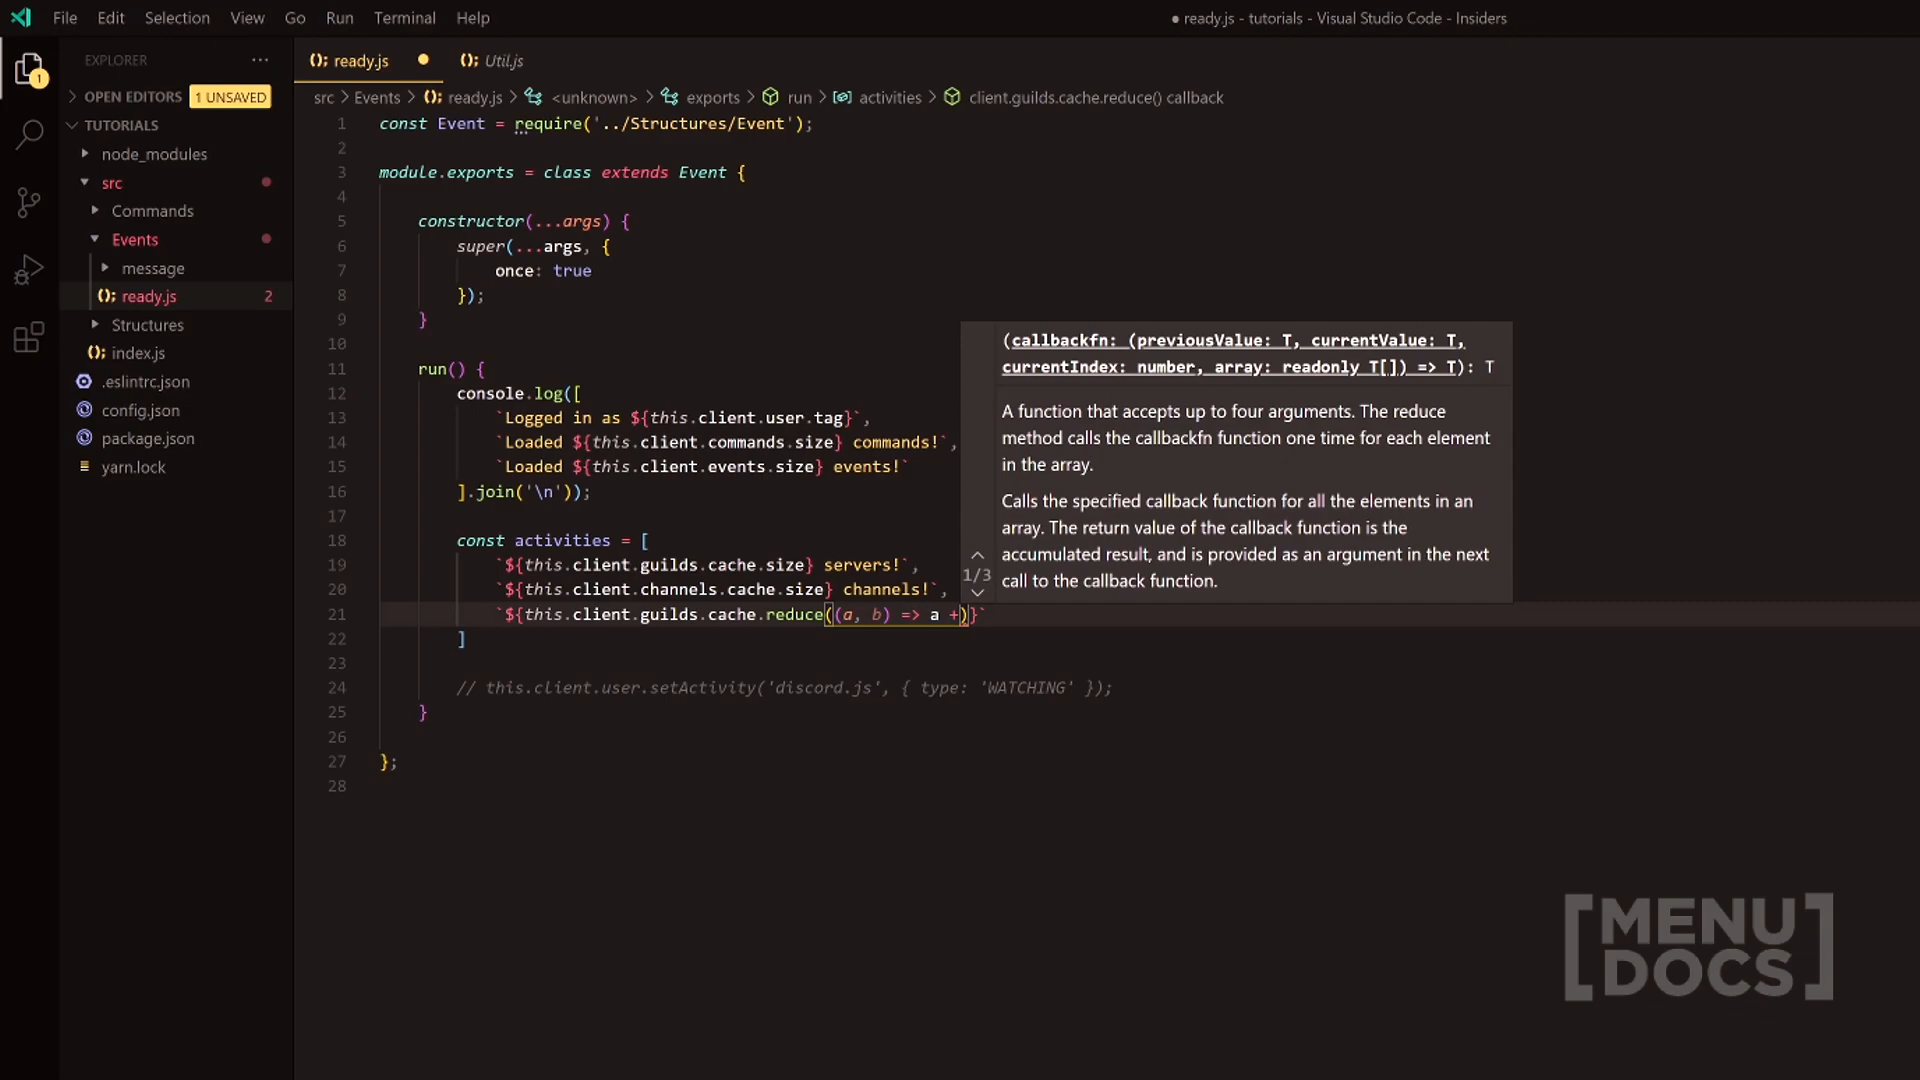 File Edit Selection View Go Run Terminal Help
● ready.js - tutorials - Visual Studio Code - Insiders
EXPLORER ···
OPEN EDITORS 1 UNSAVED
TUTORIALS
node_modules
src
Commands
Events
message
ready.js 2
Structures
index.js
.eslintrc.json
config.json
package.json
yarn.lock
1
ready.js ● Util.js
src > Events > ready.js > <unknown> > exports > run > activities > client.guilds.cache.reduce() callback
1 const Event = require('../Structures/Event');
2
3 module.exports = class extends Event {
4
5 constructor(...args) {
6 super(...args, {
7 once: true
8 });
9 }
10
11 run() {
12 console.log([
13 `Logged in as ${this.client.user.tag}`,
14 `Loaded ${this.client.commands.size} commands!`,
15 `Loaded ${this.client.events.size} events!`
16 ].join('\n'));
17
18 const activities = [
19 `${this.client.guilds.cache.size} servers!`,
20 `${this.client.channels.cache.size} channels!`,
21 `${this.client.guilds.cache.reduce((a, b) => a +)}`
22 ]
23
24 // this.client.user.setActivity('discord.js', { type: 'WATCHING' });
25 }
26
27 };
28
(callbackfn: (previousValue: T, currentValue: T,
currentIndex: number, array: readonly T[]) => T): T
A function that accepts up to four arguments. The reduce
method calls the callbackfn function one time for each element
in the array.
Calls the specified callback function for all the elements in an
array. The return value of the callback function is the
accumulated result, and is provided as an argument in the next
call to the callback function.
1/3
[MENU
DOCS]